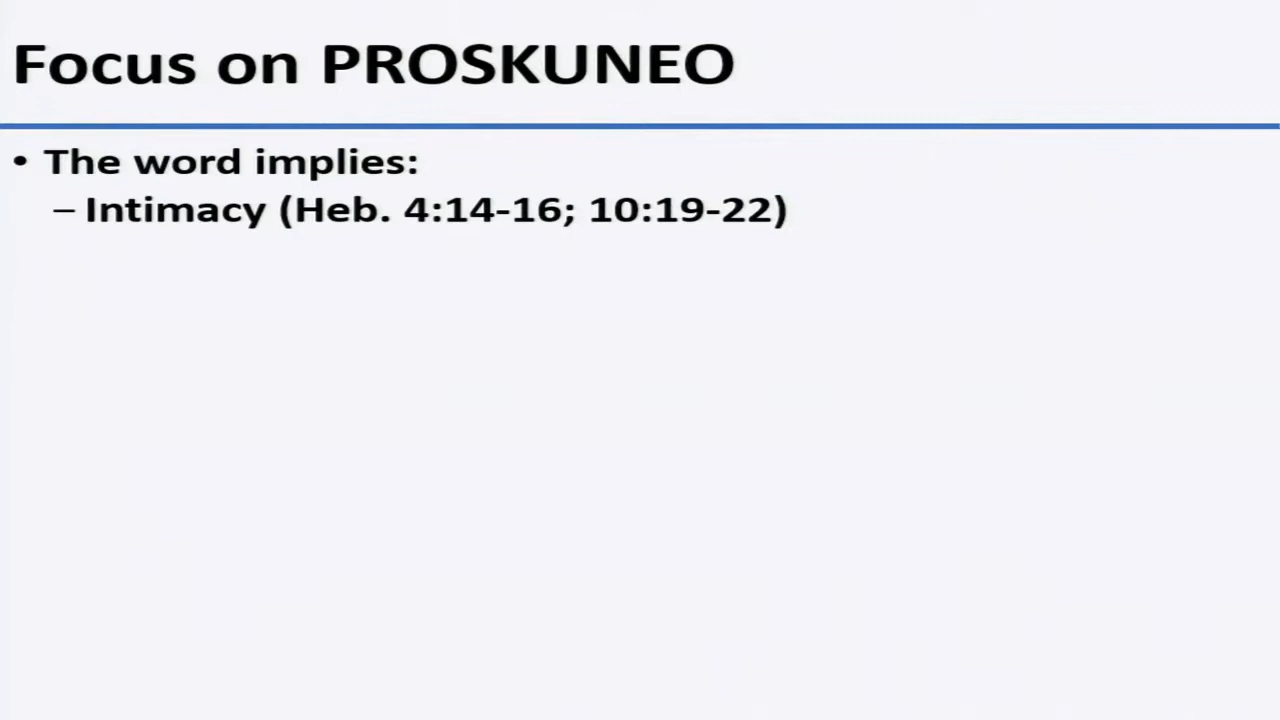 Focus on PROSKUNEO
• The word implies:
– Intimacy (Heb. 4:14-16; 10:19-22)